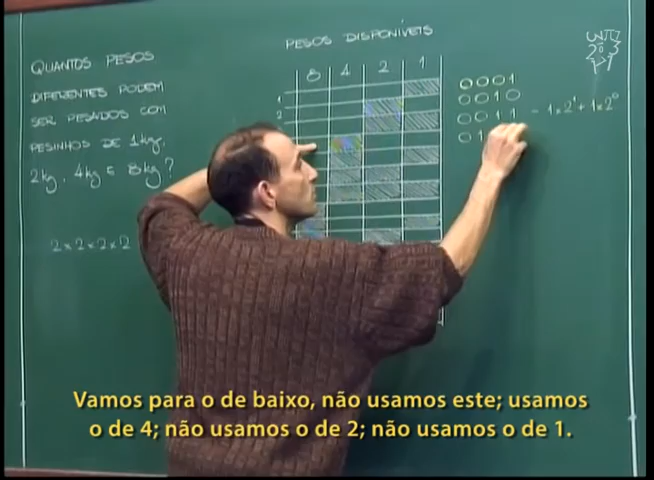 QUANTOS PESOS
DIFERENTES PODEM
SER PESADOS COM
PESINHOS DE 1kg,
2kg, 4kg E 8kg?
2 x 2 x 2 x 2
PESOS DISPONÍVEIS
8 4 2 1
1
2
0001
0010
0011 = 1 x 2¹ + 1 x 2⁰
01
Vamos para o de baixo, não usamos este; usamos
o de 4; não usamos o de 2; não usamos o de 1.